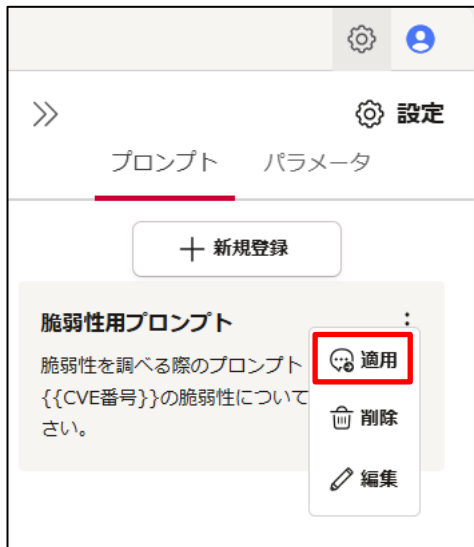 設定
プロンプト パラメータ
新規登録
脆弱性用プロンプト
脆弱性を調べる際のプロンプト
{{CVE番号}}の脆弱性について
さい。
適用
削除
編集